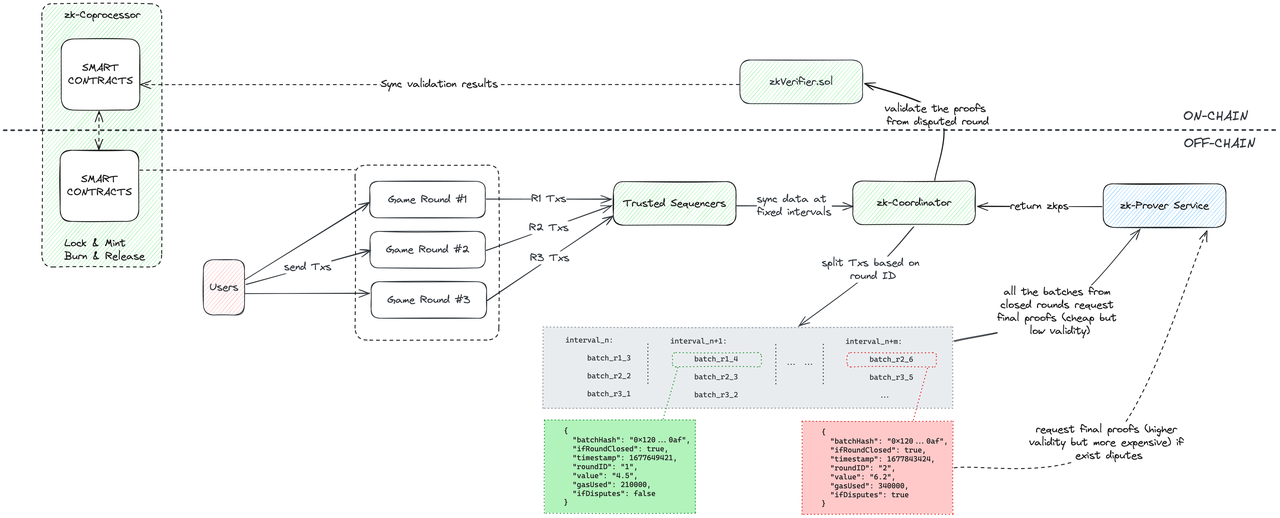 zk-Coprocessor
SMART
CONTRACTS
Sync validation results
zkVerifier.sol
validate the proofs
from disputed round
ON-CHAIN
OFF-CHAIN
SMART
CONTRACTS
Lock & Mint
Burn & Release
Users
send Txs
Game Round #1
Game Round #2
Game Round #3
R1 Txs
R2 Txs
R3 Txs
Trusted Sequencers
sync data at
fixed intervals
zk-Coordinator
return zkps
zk-Prover Service
split Txs based on
round ID
all the batches from
closed rounds request
final proofs (cheap but
low validity)
interval_n:
batch_r1_3
batch_r2_2
batch_r3_1
interval_n+1:
batch_r1_4
batch_r2_3
batch_r3_2
... ...
interval_n+m:
batch_r2_6
batch_r3_5
...
{
"batchHash": "0×120...0af",
"ifRoundClosed": true,
"timestamp": 1677649421,
"roundID": "1",
"value": "4.5",
"gasUsed": 210000,
"ifDisputes": false
}
{
"batchHash": "0×120...0af",
"ifRoundClosed": true,
"timestamp": 1677843424,
"roundID": "2",
"value": "6.2",
"gasUsed": 340000,
"ifDisputes": true
}
request final proofs (higher
validity but more expensive) if
exist diputes